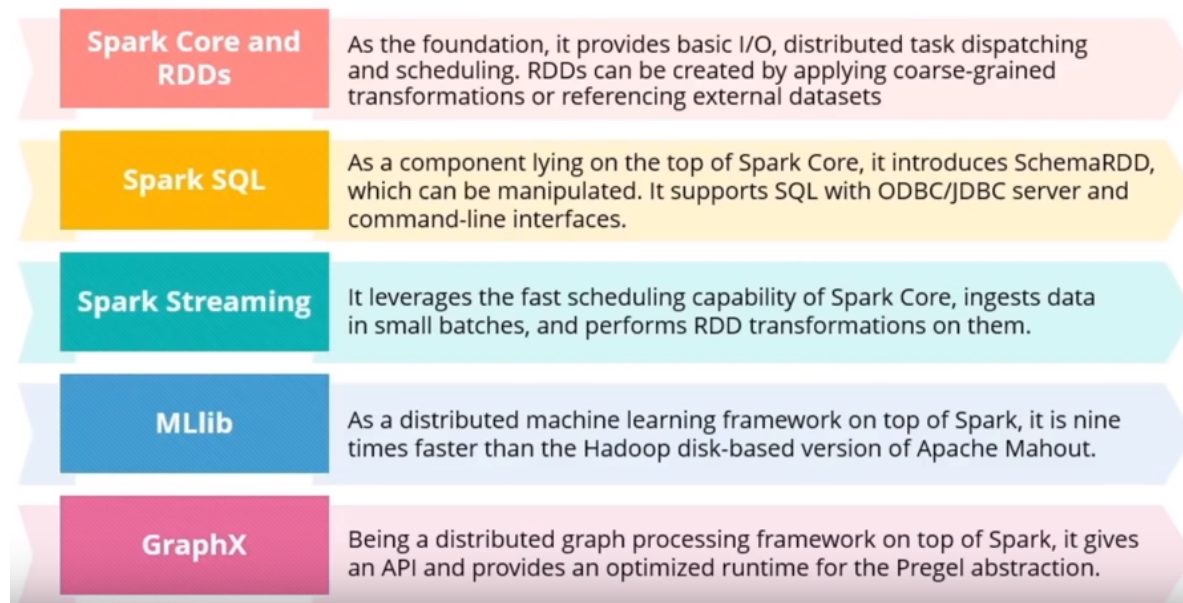 Spark Core and
RDDs
As the foundation, it provides basic I/O, distributed task dispatching
and scheduling. RDDs can be created by applying coarse-grained
transformations or referencing external datasets
Spark SQL
As a component lying on the top of Spark Core, it introduces SchemaRDD,
which can be manipulated. It supports SQL with ODBC/JDBC server and
command-line interfaces.
Spark Streaming
It leverages the fast scheduling capability of Spark Core, ingests data
in small batches, and performs RDD transformations on them.
MLlib
As a distributed machine learning framework on top of Spark, it is nine
times faster than the Hadoop disk-based version of Apache Mahout.
GraphX
Being a distributed graph processing framework on top of Spark, it gives
an API and provides an optimized runtime for the Pregel abstraction.